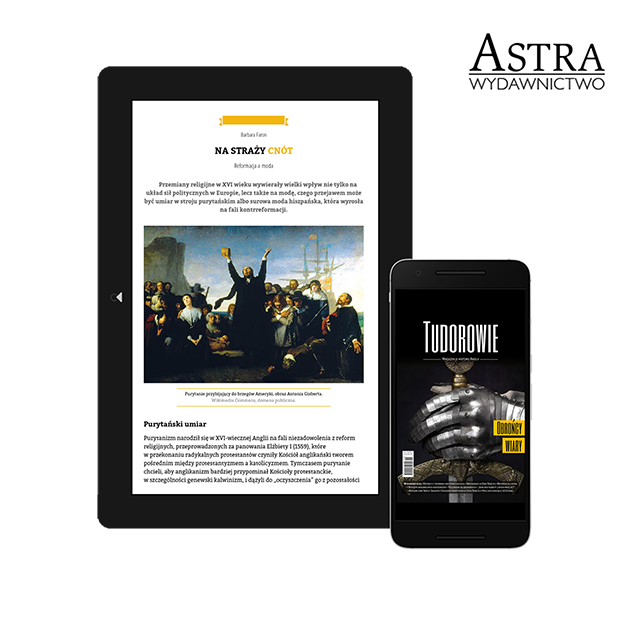 ASTRA
WYDAWNICTWO
Barbara Faron
NA STRAŻY CNÓT
Reformacja a moda
Przemiany religijne w XVI wieku wywierały wielki wpływ nie tylko na
układ sił politycznych w Europie, lecz także na modę, czego przejawem może
być umiar w stroju purytańskim albo surowa moda hiszpańska, która wyrosła
na fali kontrreformacji.
Purytanie przybijający do brzegów Ameryki, obraz Antonia Gisberta.
Wikimedia Commons, domena publiczna.
Purytański umiar
Purytanizm narodził się w XVI-wiecznej Anglii na fali niezadowolenia z reform
religijnych, przeprowadzonych za panowania Elżbiety I (1559), które
w przekonaniu radykalnych protestantów czyniły Kościół anglikański tworem
pośrednim między protestantyzmem a katolicyzmem. Tymczasem purytanie
chcieli, aby anglikanizm bardziej przypominał Kościoły protestanckie,
w szczególności genewski kalwinizm, i dążyli do „oczyszczenia” go z pozostałości
TUDOROWIE
MAGAZYN O HISTORII ANGLII
OBROŃCY
WIARY